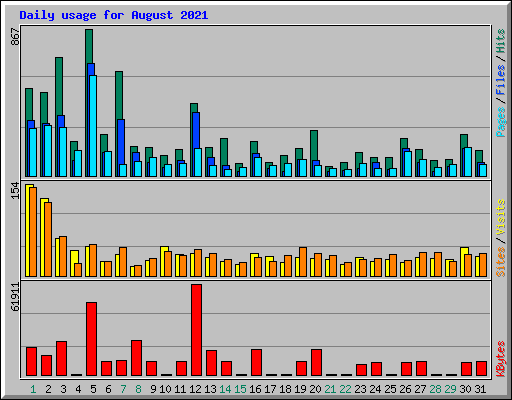 Daily usage for August 2021
867
Pages / Files / Hits
154
Sites / Visits
61911
KBytes
1 2 3 4 5 6 7 8 9 10 11 12 13 14 15 16 17 18 19 20 21 22 23 24 25 26 27 28 29 30 31